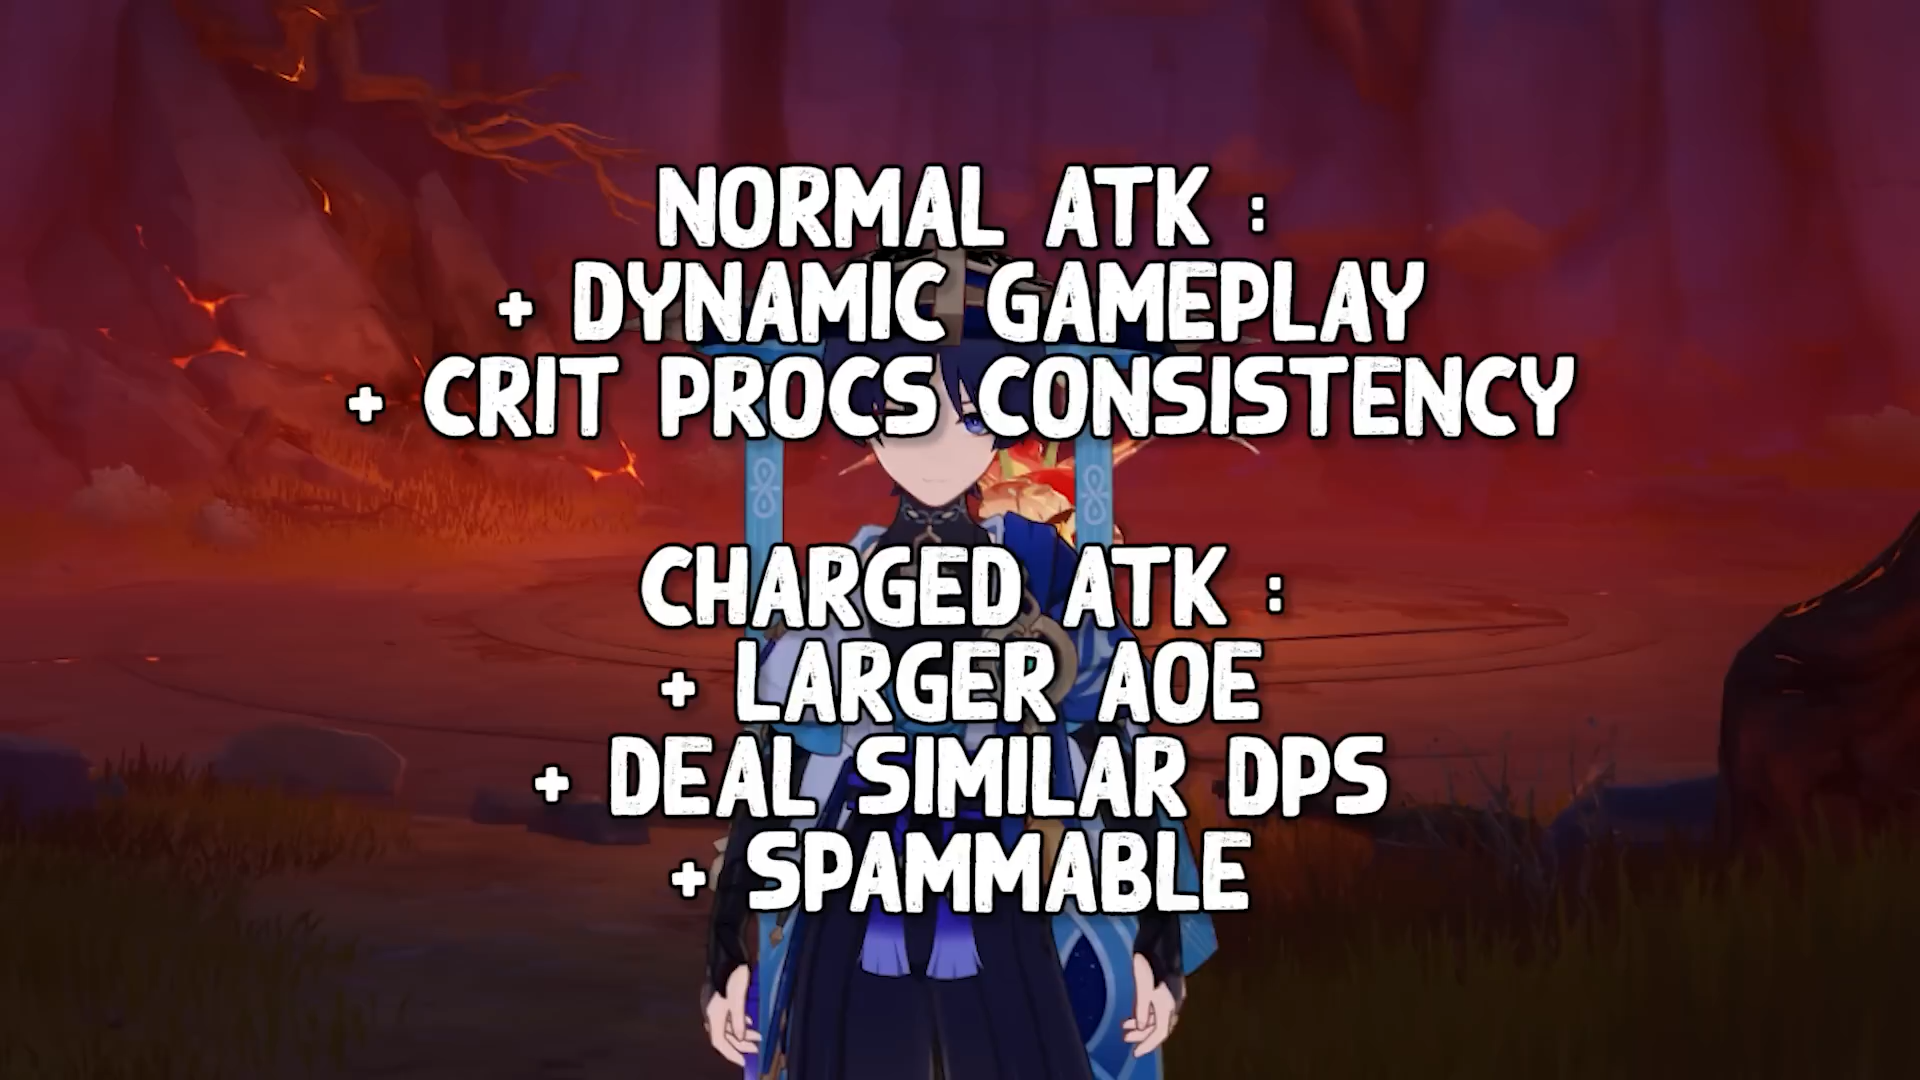 NORMAL ATK :
+ DYNAMIC GAMEPLAY
+ CRIT PROCS CONSISTENCY
CHARGED ATK :
+ LARGER AOE
+ DEAL SIMILAR DPS
+ SPAMMABLE